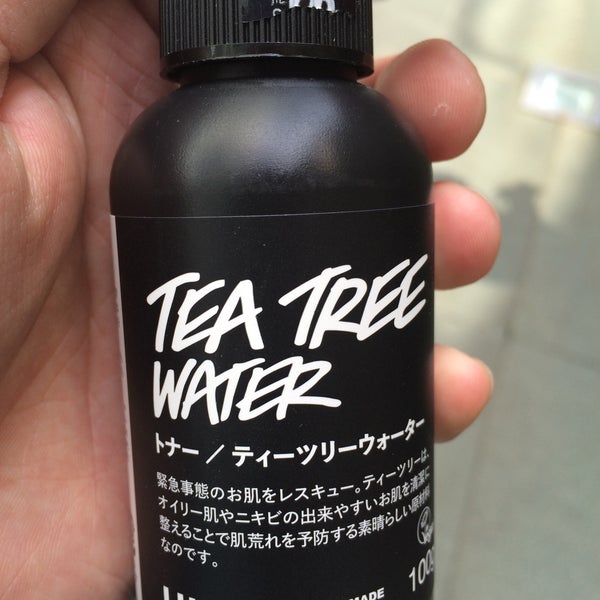 TEA TREE
WATER
トナー / ティーツリーウォーター
緊急事態のお肌をレスキュー。ティーツリーは、
オイリー肌やニキビの出来やすいお肌を清潔に
整えることで肌荒れを予防する素晴らしい原材料
なのです。
100g
MADE